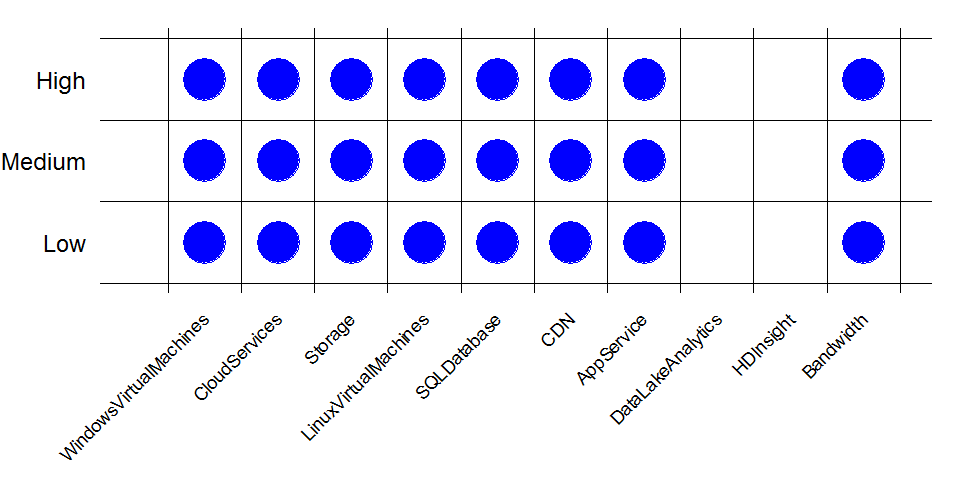 High
Medium
Low
WindowsVirtualMachines
CloudServices
Storage
LinuxVirtualMachines
SQLDatabase
CDN
AppService
DataLakeAnalytics
HDInsight
Bandwidth